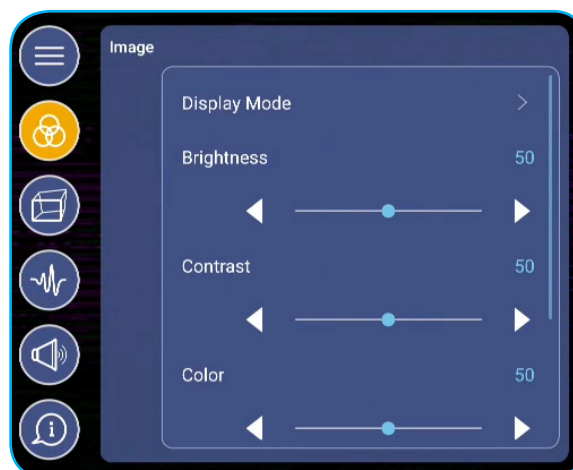 Image
Display Mode >
Brightness 50
Contrast 50
Color 50